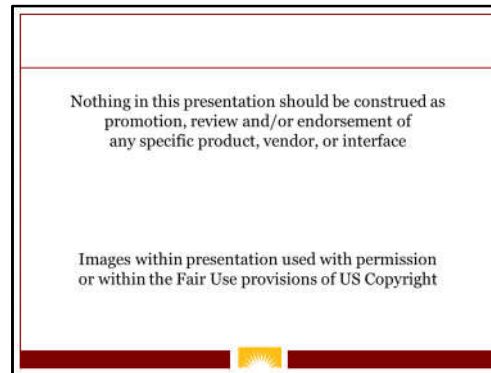 Nothing in this presentation should be construed as
promotion, review and/or endorsement of
any specific product, vendor, or interface
Images within presentation used with permission
or within the Fair Use provisions of US Copyright